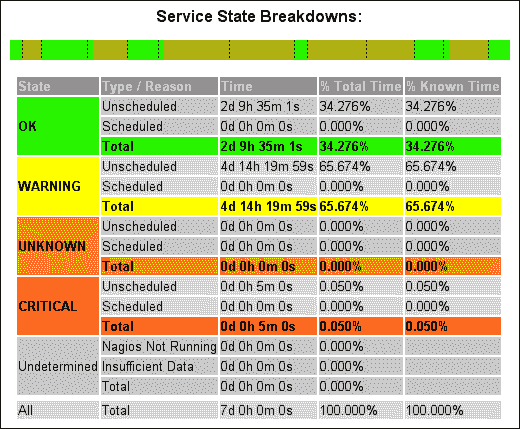 Service State Breakdowns:
State Type / Reason Time % Total Time % Known Time
OK Unscheduled 2d 9h 35m 1s 34.276% 34.276%
Scheduled 0d 0h 0m 0s 0.000% 0.000%
Total 2d 9h 35m 1s 34.276% 34.276%
WARNING Unscheduled 4d 14h 19m 59s 65.674% 65.674%
Scheduled 0d 0h 0m 0s 0.000% 0.000%
Total 4d 14h 19m 59s 65.674% 65.674%
UNKNOWN Unscheduled 0d 0h 0m 0s 0.000% 0.000%
Scheduled 0d 0h 0m 0s 0.000% 0.000%
Total 0d 0h 0m 0s 0.000% 0.000%
CRITICAL Unscheduled 0d 0h 5m 0s 0.050% 0.050%
Scheduled 0d 0h 0m 0s 0.000% 0.000%
Total 0d 0h 5m 0s 0.050% 0.050%
Undetermined Nagios Not Running 0d 0h 0m 0s 0.000%
Insufficient Data 0d 0h 0m 0s 0.000%
Total 0d 0h 0m 0s 0.000%
All Total 7d 0h 0m 0s 100.000% 100.000%